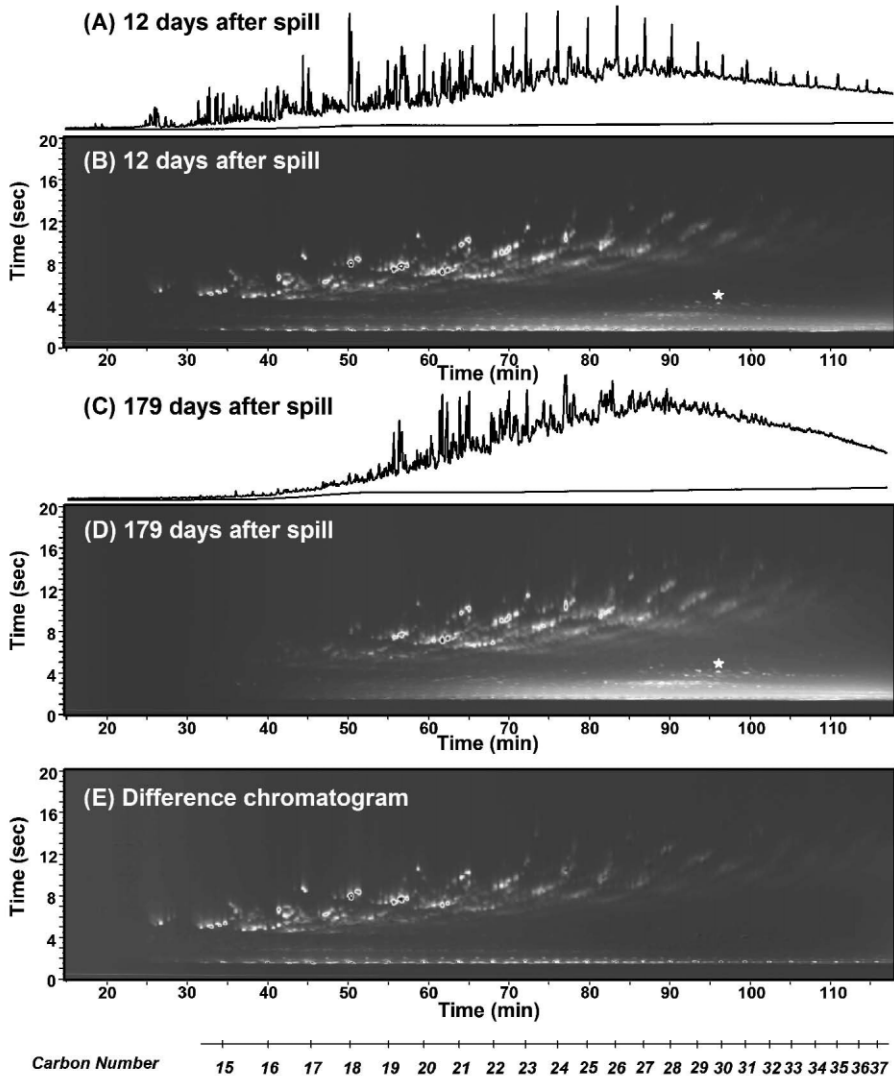 (A) 12 days after spill
20
(B) 12 days after spill
16
12
8
4
0
Time (sec)
20 30 40 50 60 70 80 90 100 110
Time (min)
(C) 179 days after spill
20
(D) 179 days after spill
16
12
8
4
0
Time (sec)
20 30 40 50 60 70 80 90 100 110
Time (min)
20
(E) Difference chromatogram
16
12
8
4
0
Time (sec)
20 30 40 50 60 70 80 90 100 110
Time (min)
Carbon Number 15 16 17 18 19 20 21 22 23 24 25 26 27 28 29 30 31 32 33 34 35 36 37